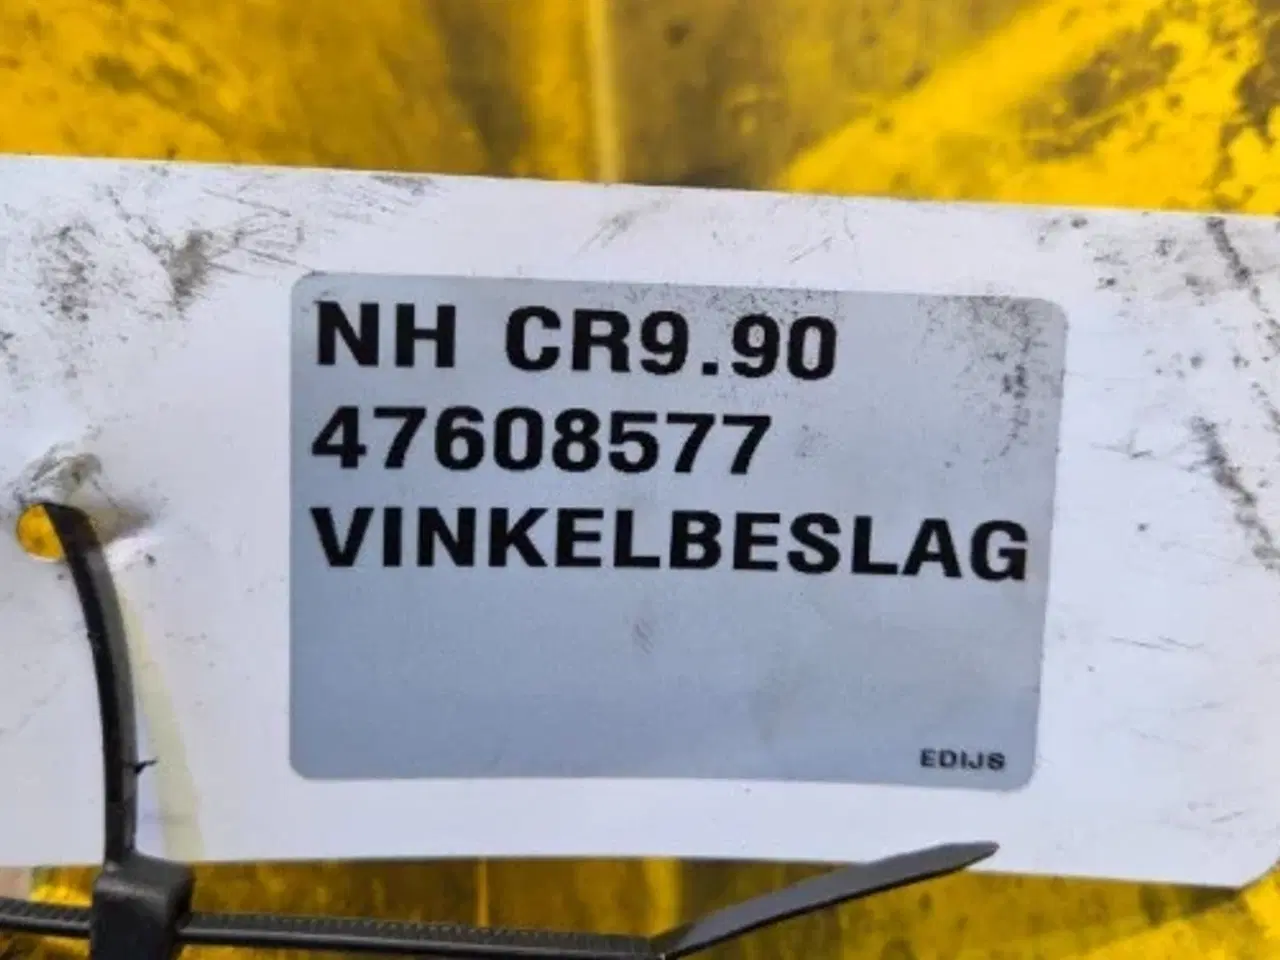 NH CR9.90
47608577
VINKELBESLAG
EDIJS